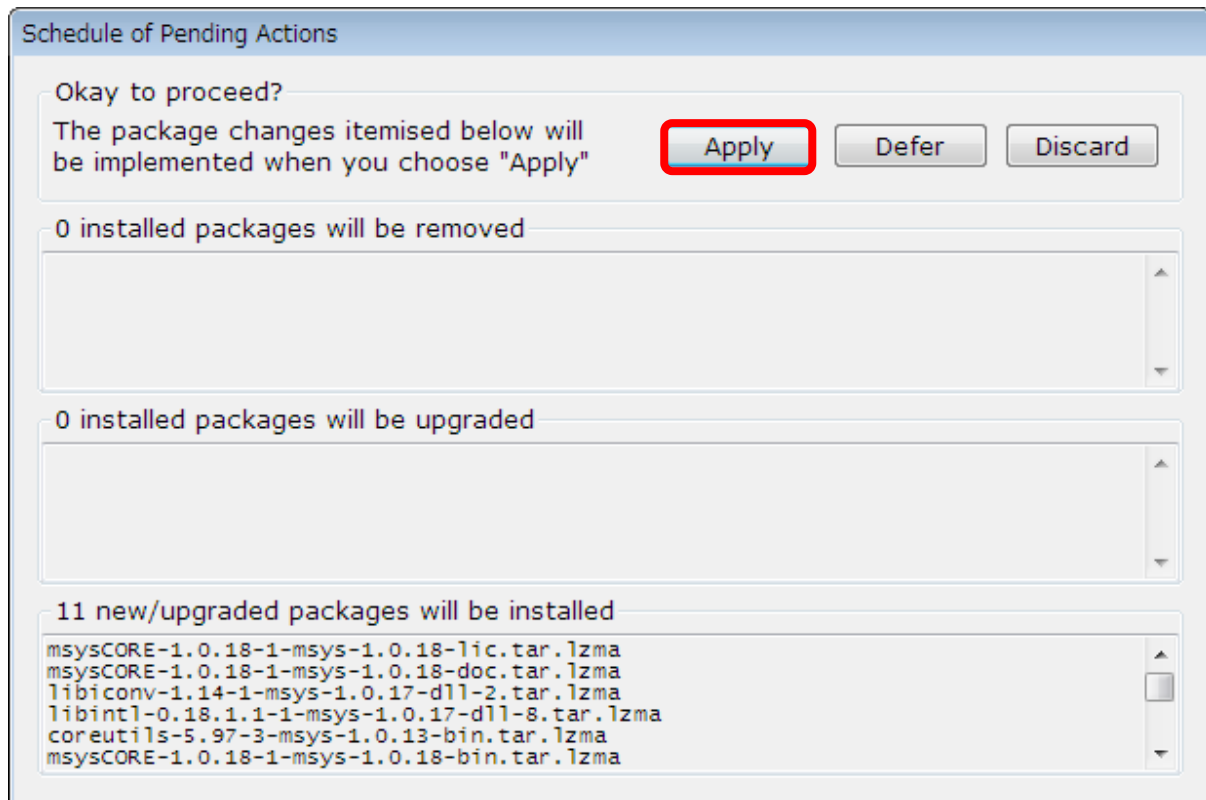 Schedule of Pending Actions
Okay to proceed?
The package changes itemised below will
be implemented when you choose "Apply"
Apply
Defer
Discard
0 installed packages will be removed
0 installed packages will be upgraded
11 new/upgraded packages will be installed
msysCORE-1.0.18-1-msys-1.0.18-lic.tar.lzma
msysCORE-1.0.18-1-msys-1.0.18-doc.tar.lzma
libiconv-1.14-1-msys-1.0.17-dll-2.tar.lzma
libintl-0.18.1.1-1-msys-1.0.17-dll-8.tar.lzma
coreutils-5.97-3-msys-1.0.13-bin.tar.lzma
msysCORE-1.0.18-1-msys-1.0.18-bin.tar.lzma